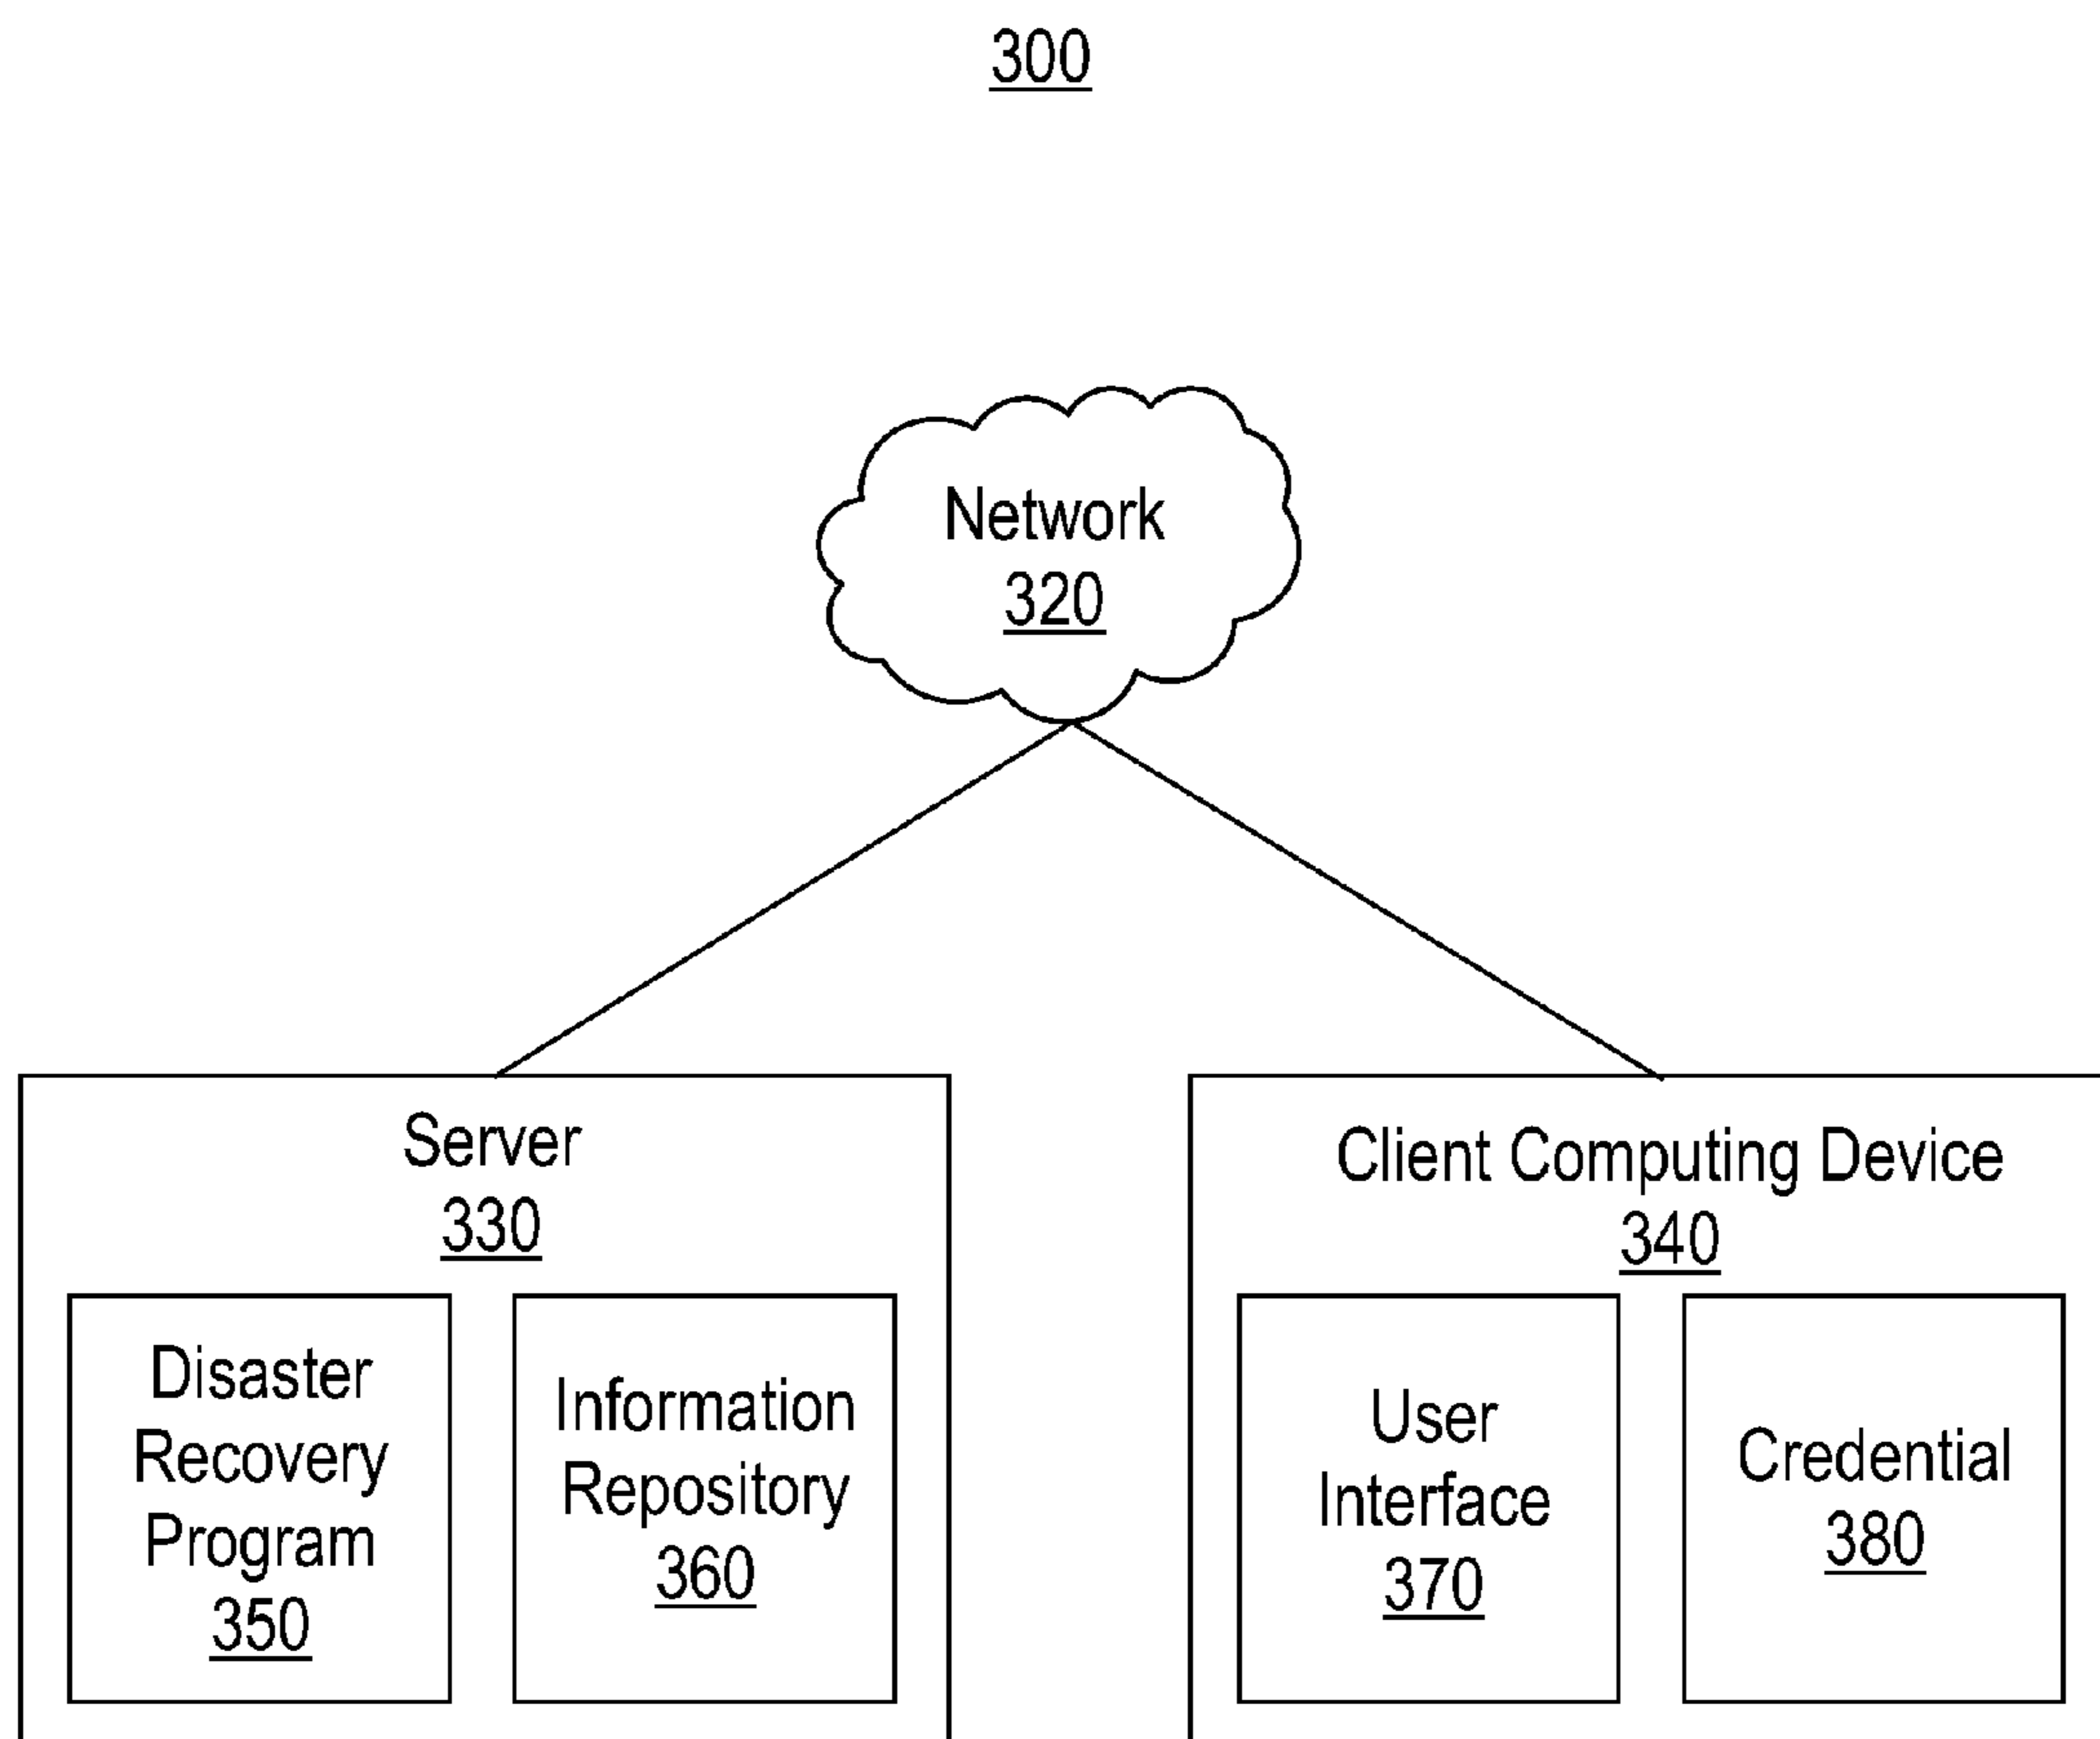 300
Network
320
Server
330
Client Computing Device
340
Disaster
Recovery
Program
350
Information
Repository
360
User
Interface
370
Credential
380